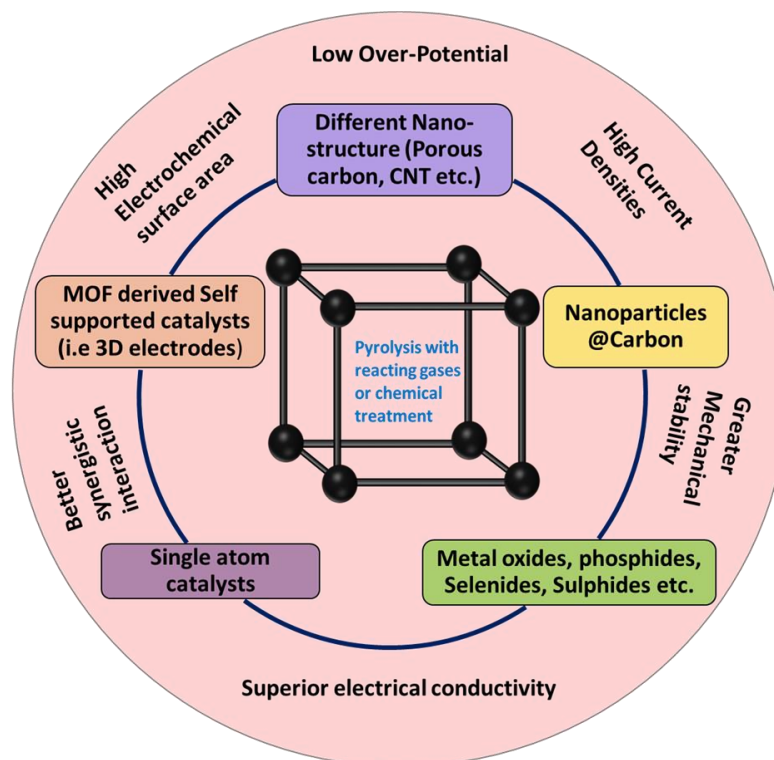 Low Over-Potential
High
Electrochemical
surface area
Different Nano-
structure (Porous
carbon, CNT etc.)
High Current
Densities
MOF derived Self
supported catalysts
(i.e 3D electrodes)
Nanoparticles
@Carbon
Pyrolysis with
reacting gases
or chemical
treatment
Better
synergistic
interaction
Greater
Mechanical
stability
Single atom
catalysts
Metal oxides, phosphides,
Selenides, Sulphides etc.
Superior electrical conductivity